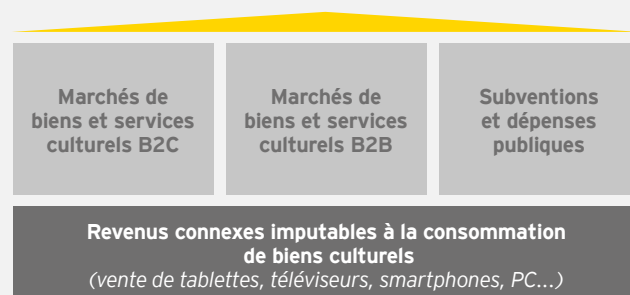 Marchés de
biens et services
culturels B2C
Marchés de
biens et services
culturels B2B
Subventions
et dépenses
publiques
Revenus connexes imputables à la consommation
de biens culturels
(vente de tablettes, téléviseurs, smartphones, PC...)